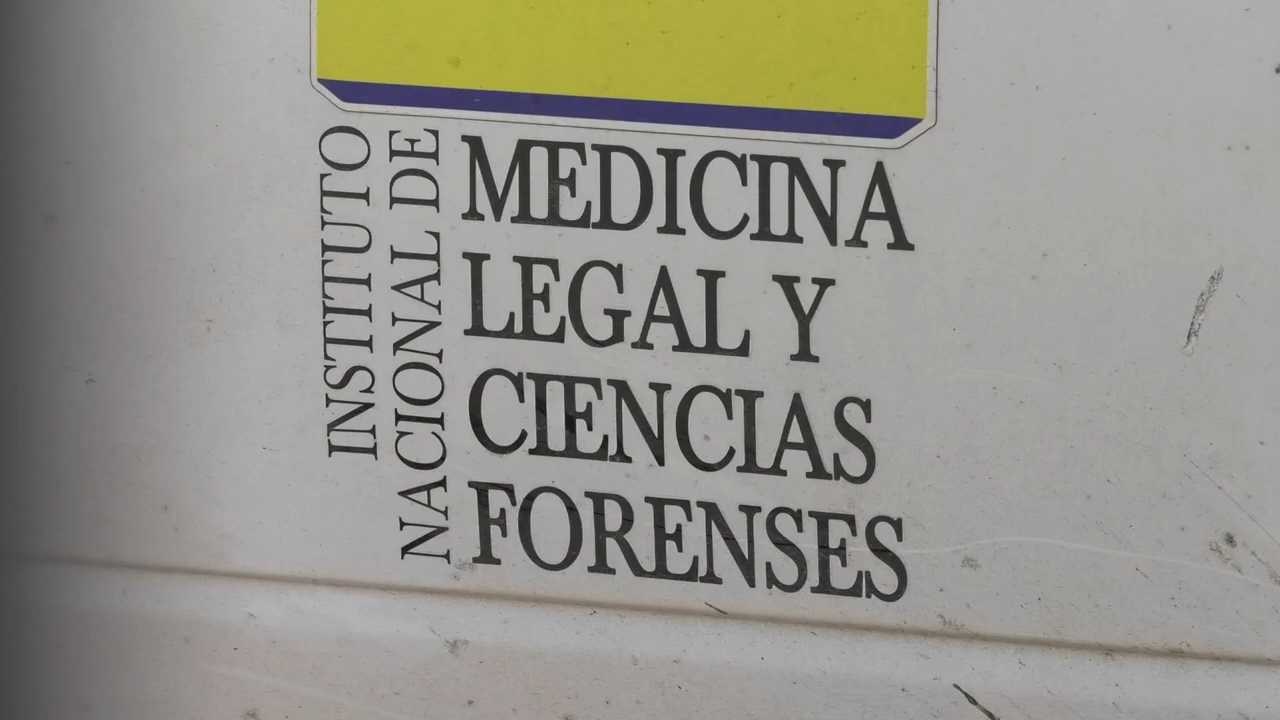 INSTITUTO
NACIONAL DE
MEDICINA
LEGAL Y
CIENCIAS
FORENSES